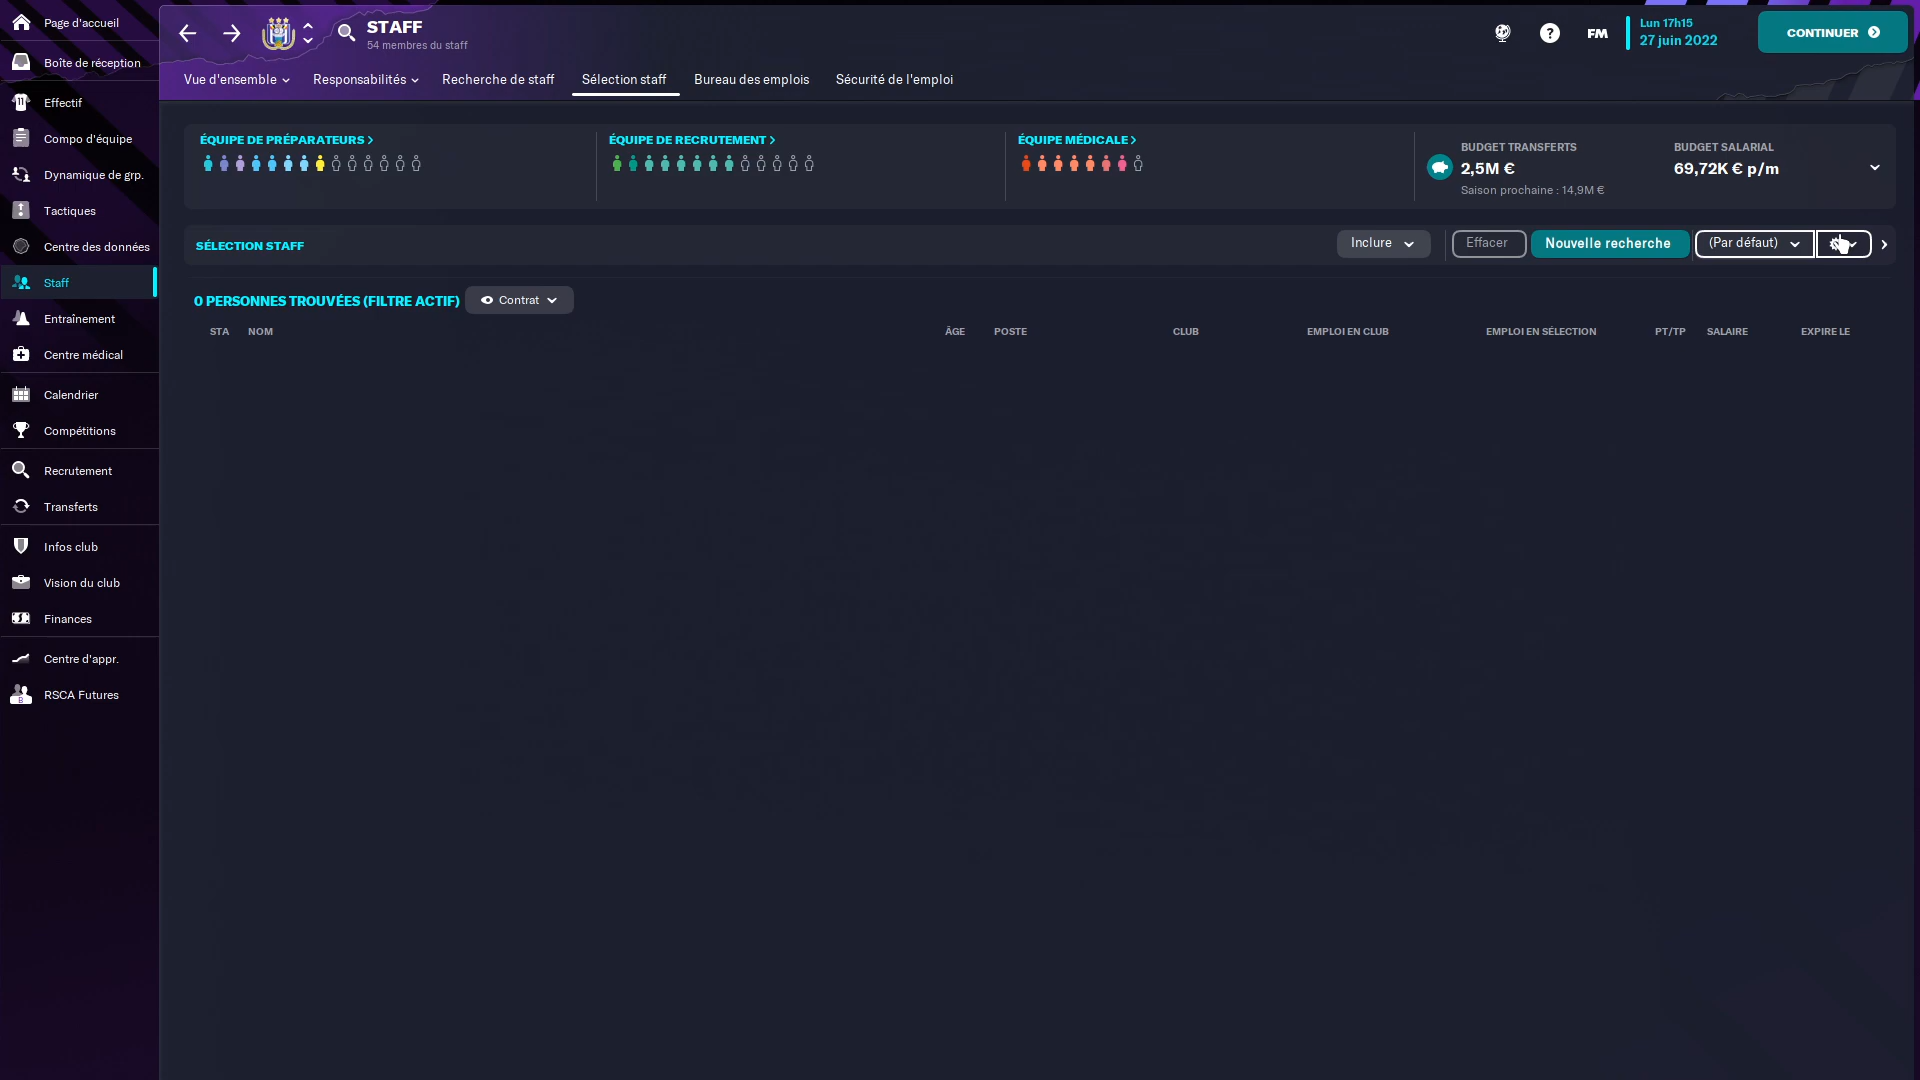 Page d'accueil
Boîte de réception
Effectif
Compo d'équipe
Dynamique de grp.
Tactiques
Centre des données
Staff
Entraînement
Centre médical
Calendrier
Compétitions
Recrutement
Transferts
Infos club
Vision du club
Finances
Centre d'appr.
RSCA Futures
STAFF
54 membres du staff
FM
Lun 17h15
27 juin 2022
CONTINUER
Vue d'ensemble
Responsabilités
Recherche de staff
Sélection staff
Bureau des emplois
Sécurité de l'emploi
ÉQUIPE DE PRÉPARATEURS
ÉQUIPE DE RECRUTEMENT
ÉQUIPE MÉDICALE
BUDGET TRANSFERTS
2,5M €
Saison prochaine : 14,9M €
BUDGET SALARIAL
69,72K € p/m
SÉLECTION STAFF
Inclure
Effacer
Nouvelle recherche
(Par défaut)
0 PERSONNES TROUVÉES (FILTRE ACTIF)
Contrat
STA NOM ÂGE POSTE CLUB EMPLOI EN CLUB EMPLOI EN SÉLECTION PT/TP SALAIRE EXPIRE LE